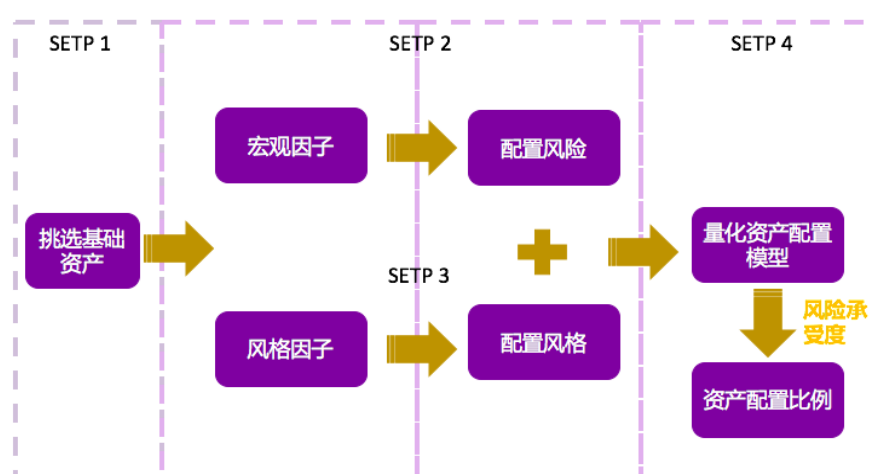 SETP 1
SETP 2
SETP 4
宏观因子
配置风险
挑选基础
资产
量化资产配置
模型
SETP 3
风格因子
配置风格
风险承
受度
资产配置比例